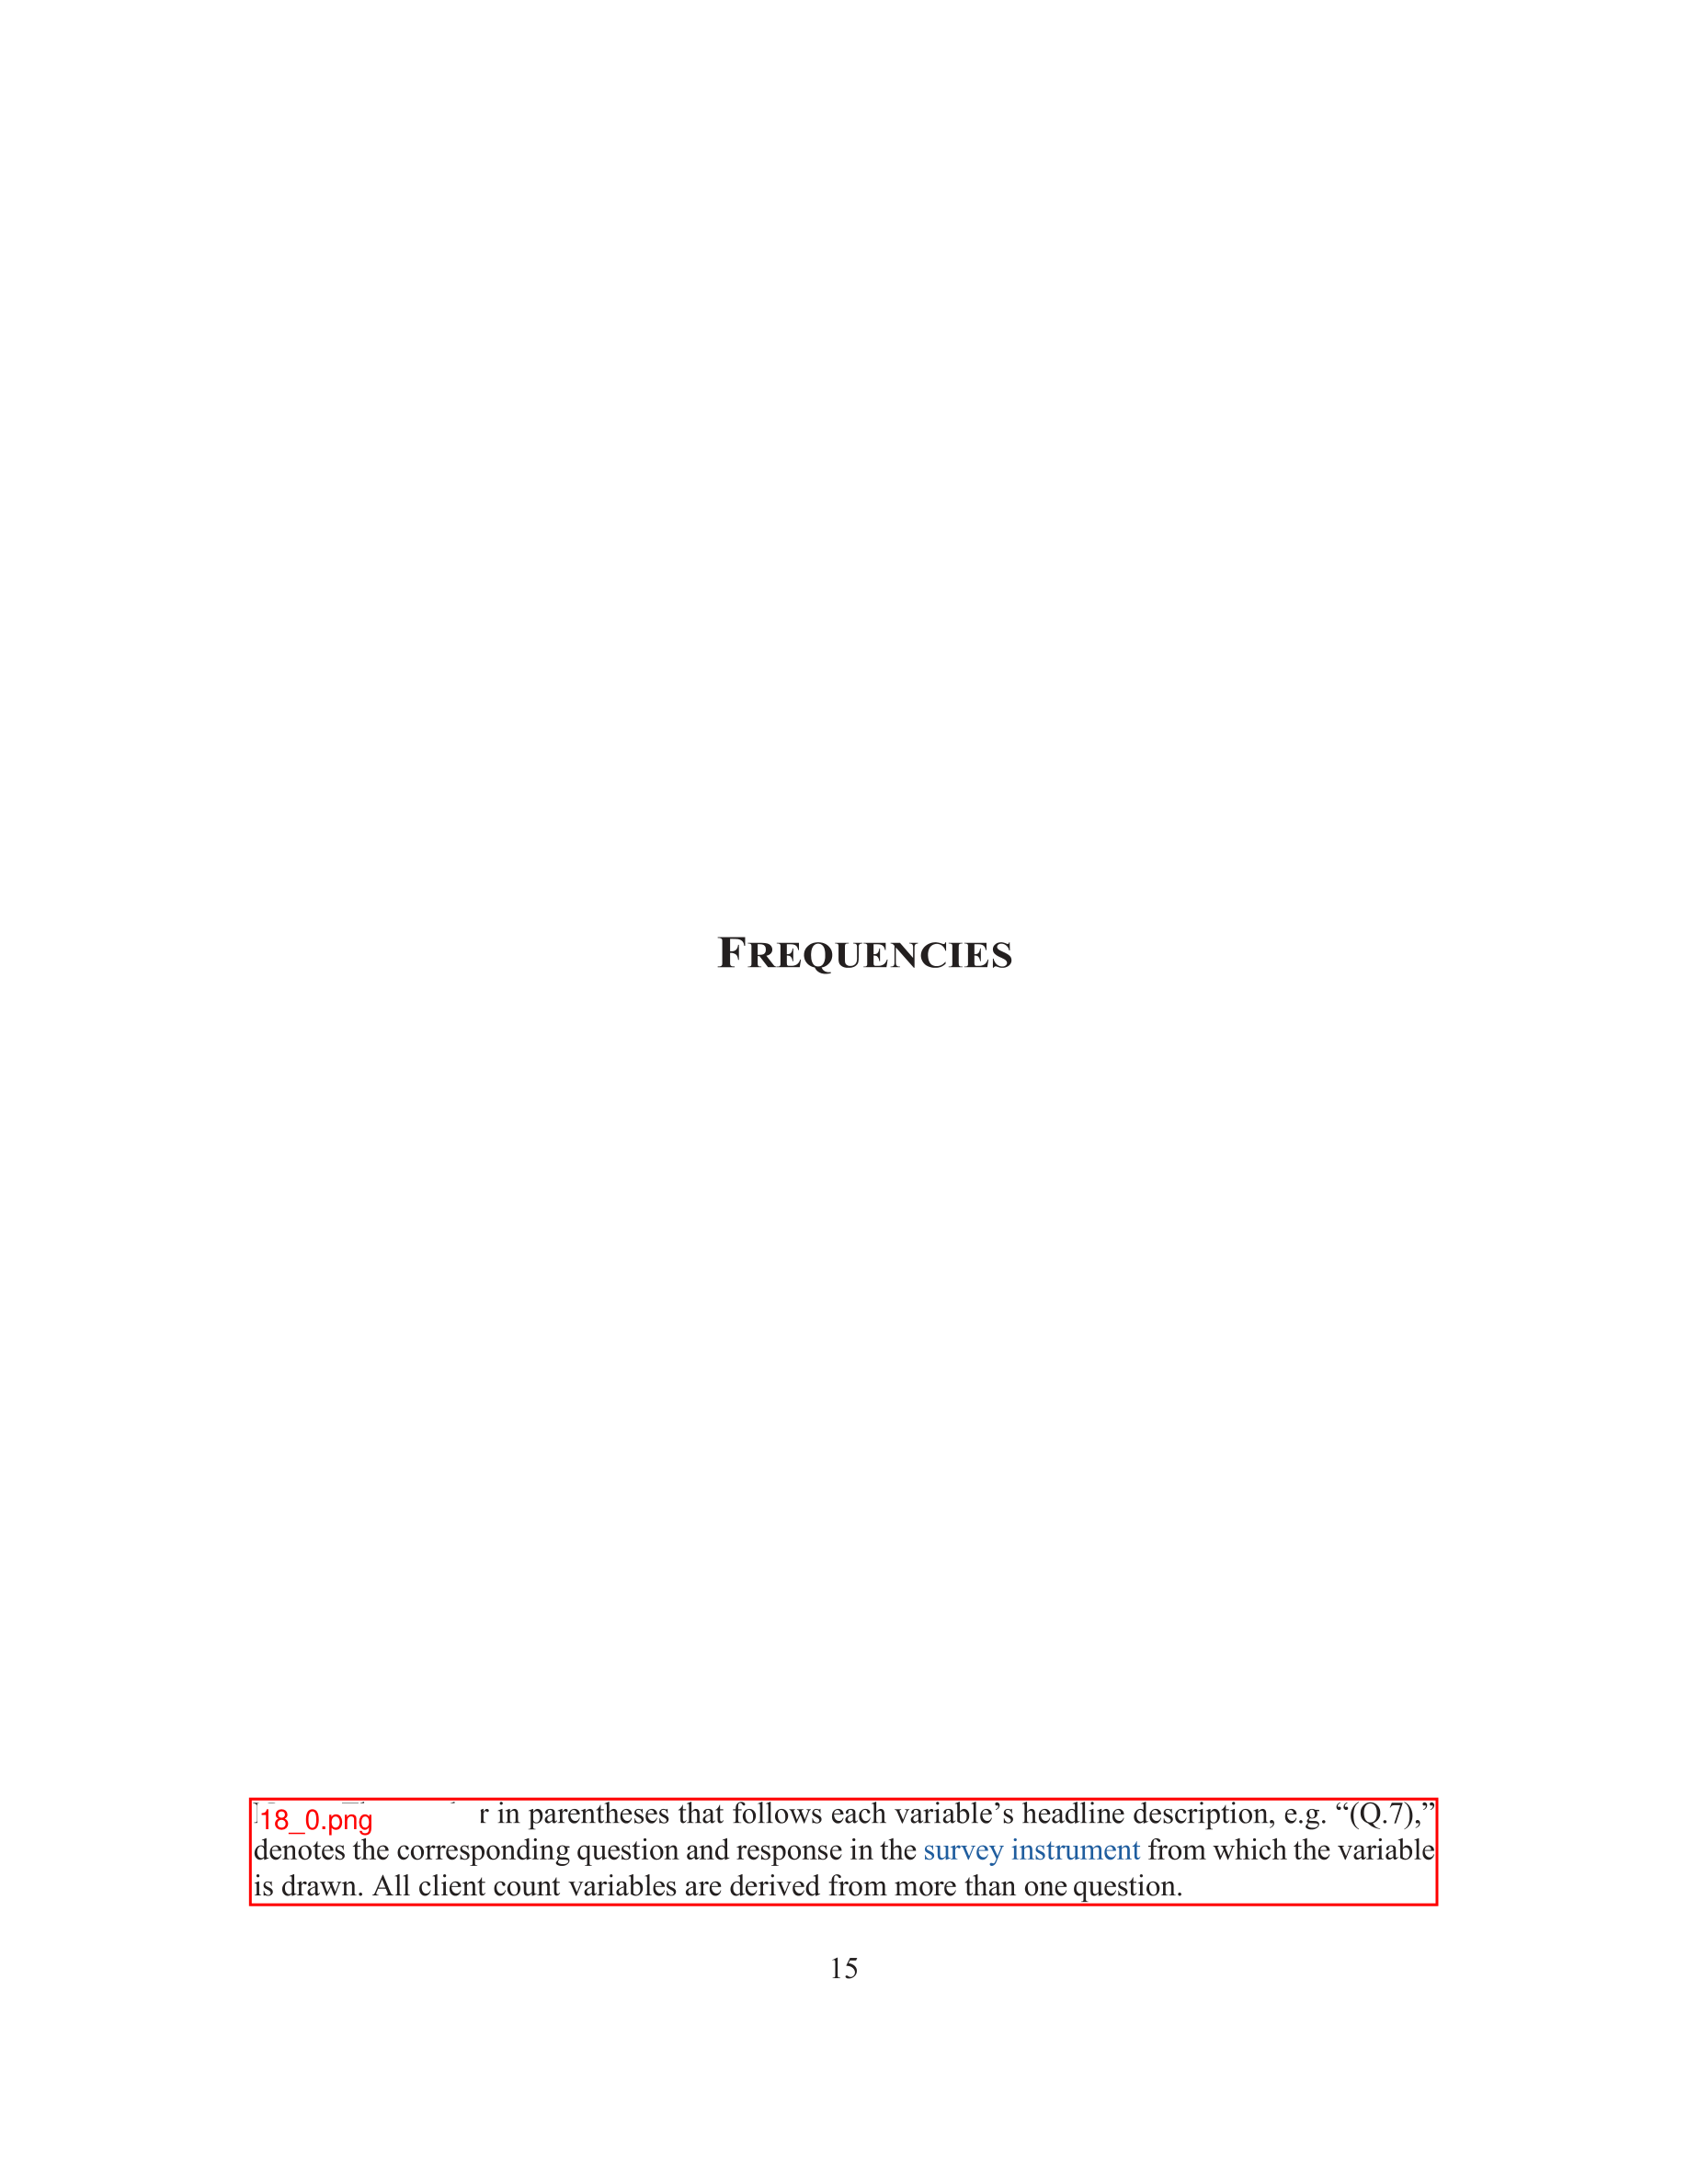 FREQUENCIES
18_0.png
r in parentheses that follows each variable’s headline description, e.g. “(Q.7),”
denotes the corresponding question and response in the survey instrument from which the variable
is drawn. All client count variables are derived from more than one question.
15